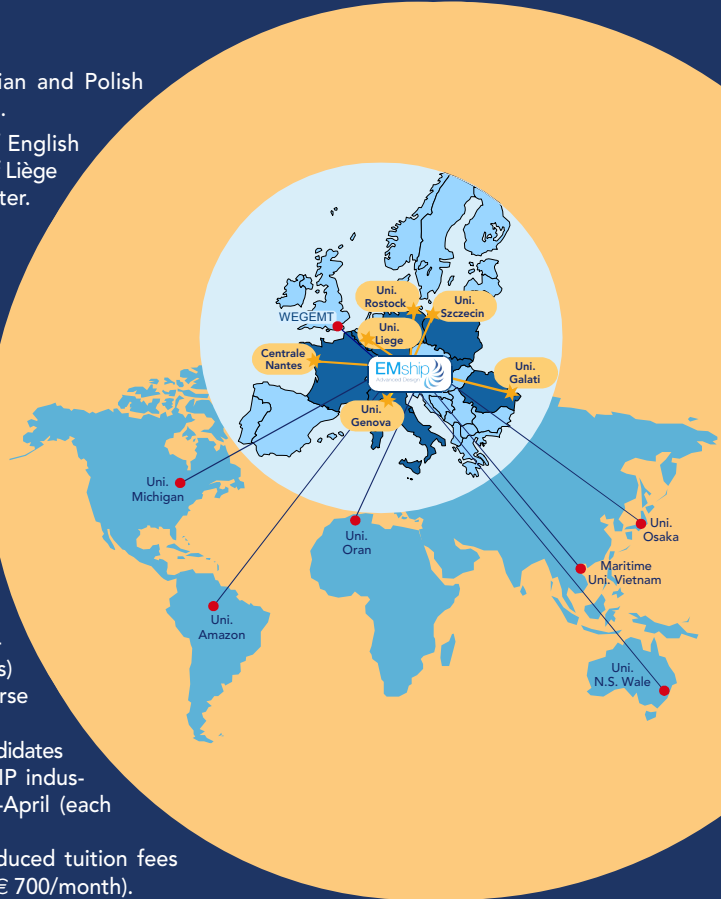 ian and Polish
.
English
Liège
ter.
Uni.
Rostock
Uni.
Szczecin
WEGEMT
Uni.
Liege
Centrale
Nantes
EMship
Advanced Design
Uni.
Galati
Uni.
Genova
Uni.
Michigan
Uni.
Oran
Uni.
Osaka
Maritime
Uni. Vietnam
Uni.
Amazon
Uni.
N.S. Wale
s)
rse
didates
IP indus-
-April (each
duced tuition fees
€ 700/month).